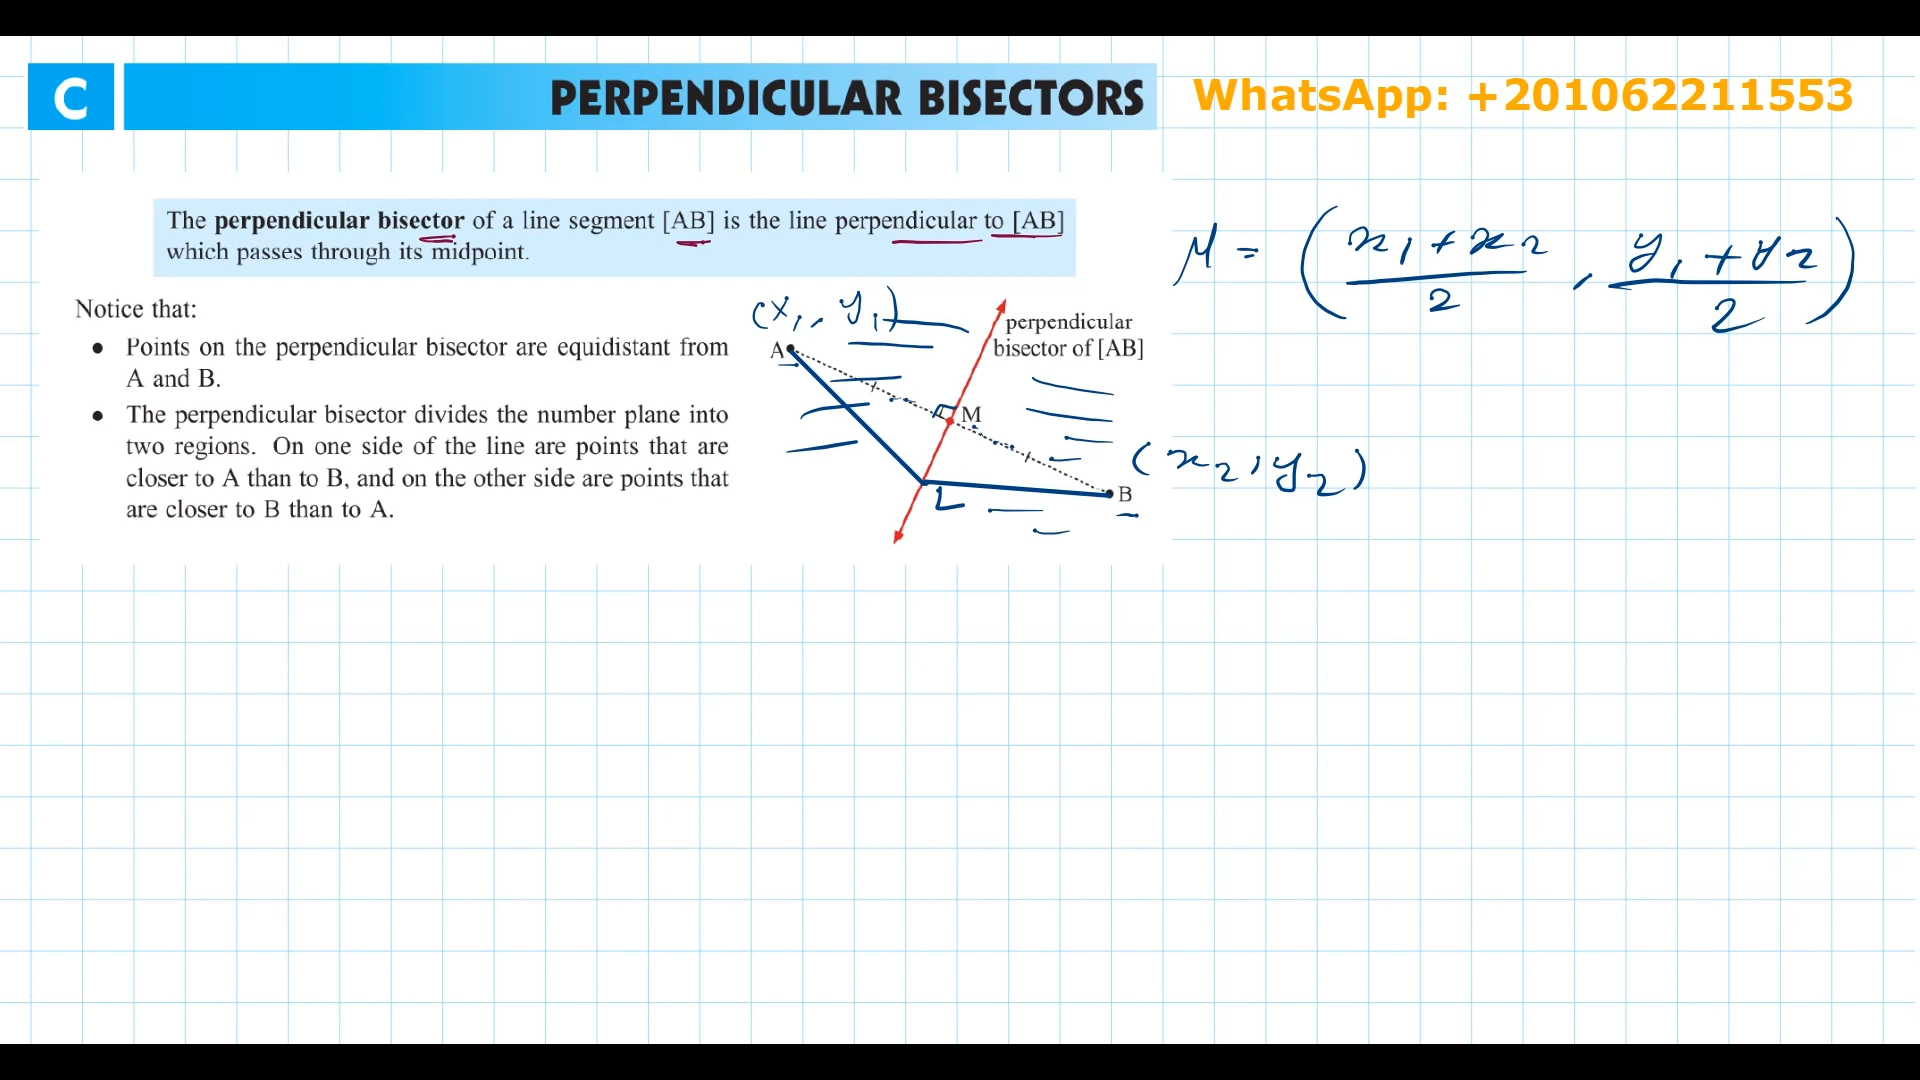 C
PERPENDICULAR BISECTORS
WhatsApp: +201062211553
The perpendicular bisector of a line segment [AB] is the line perpendicular to [AB]
which passes through its midpoint.
M = ( x₁ + x₂ / 2 , y₁ + y₂ / 2 )
Notice that:
• Points on the perpendicular bisector are equidistant from
A and B.
• The perpendicular bisector divides the number plane into
two regions. On one side of the line are points that are
closer to A than to B, and on the other side are points that
are closer to B than to A.
(x₁, y₁)
perpendicular
bisector of [AB]
A
M
(x₂, y₂)
B
L